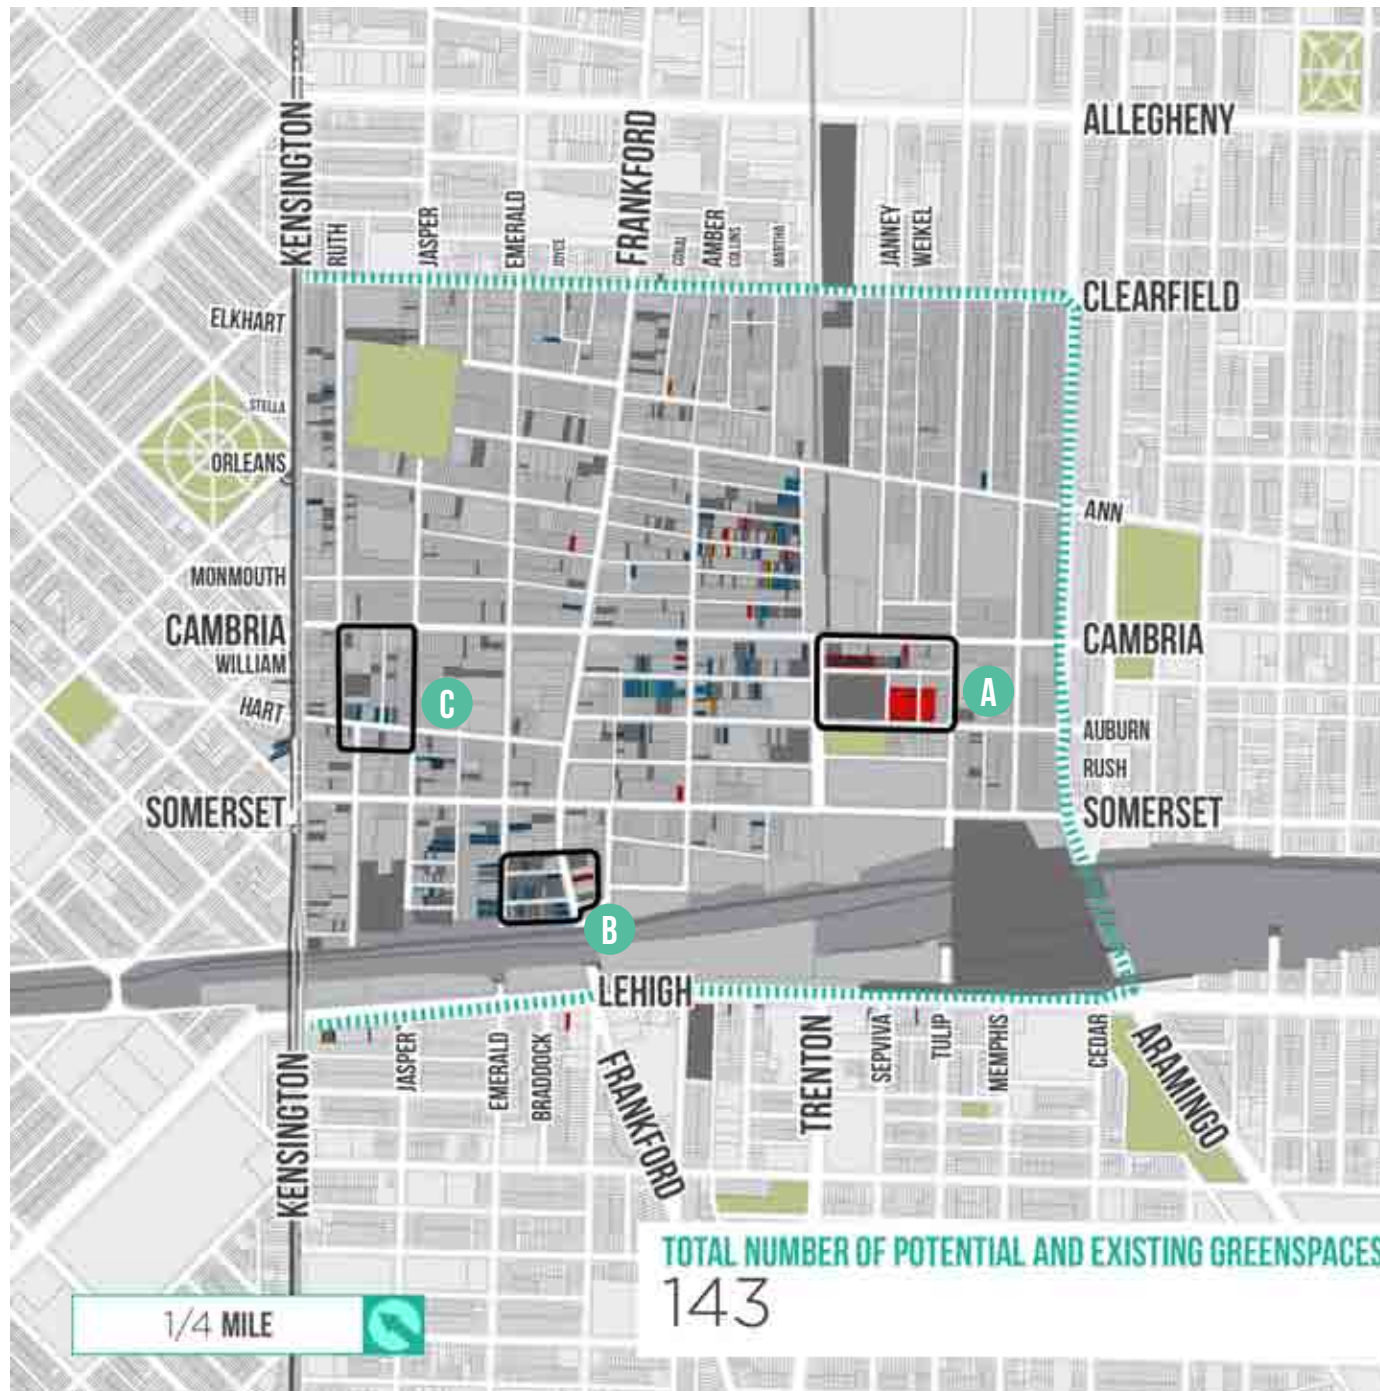 ALLEGHENY
KENSINGTON
RUTH
JASPER
EMERALD
JOYCE
FRANKFORD
CORAL
AMBER
COLLINS
MARTHA
JANNEY
WEIKEL
CLEARFIELD
ELKHART
STELLA
ORLEANS
ANN
MONMOUTH
CAMBRIA
CAMBRIA
WILLIAM
HART
C
A
AUBURN
RUSH
SOMERSET
SOMERSET
B
LEHIGH
KENSINGTON
JASPER
EMERALD
BRADDOCK
FRANKFORD
TRENTON
SEPVIVA
TULIP
MEMPHIS
CEDAR
ARAMINGO
TOTAL NUMBER OF POTENTIAL AND EXISTING GREENSPACES
143
1/4 MILE